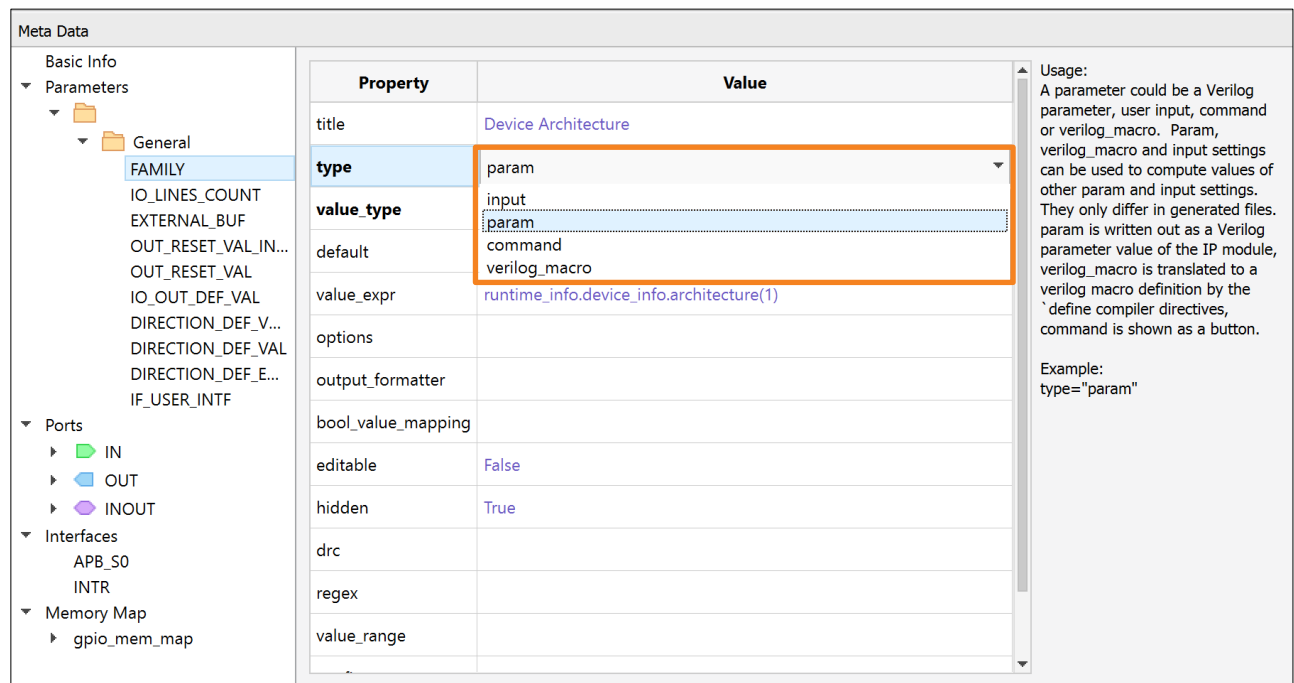 Meta Data
Basic Info
Parameters
General
FAMILY
IO_LINES_COUNT
EXTERNAL_BUF
OUT_RESET_VAL_IN...
OUT_RESET_VAL
IO_OUT_DEF_VAL
DIRECTION_DEF_V...
DIRECTION_DEF_VAL
DIRECTION_DEF_E...
IF_USER_INTF
Ports
IN
OUT
INOUT
Interfaces
APB_S0
INTR
Memory Map
gpio_mem_map
Property Value
title Device Architecture
type param
input
value_type param
default command
verilog_macro
value_expr runtime_info.device_info.architecture(1)
options
output_formatter
bool_value_mapping
editable False
hidden True
drc
regex
value_range
Usage:
A parameter could be a Verilog
parameter, user input, command
or verilog_macro. Param,
verilog_macro and input settings
can be used to compute values of
other param and input settings.
They only differ in generated files.
param is written out as a Verilog
parameter value of the IP module,
verilog_macro is translated to a
verilog macro definition by the
`define compiler directives,
command is shown as a button.
Example:
type="param"